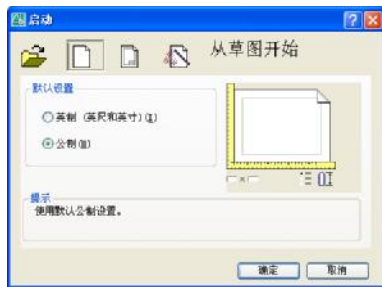 启动
从草图开始
默认设置
英制 (英尺和英寸)(I)
公制(M)
提示
使用默认公制设置。
确定
取消